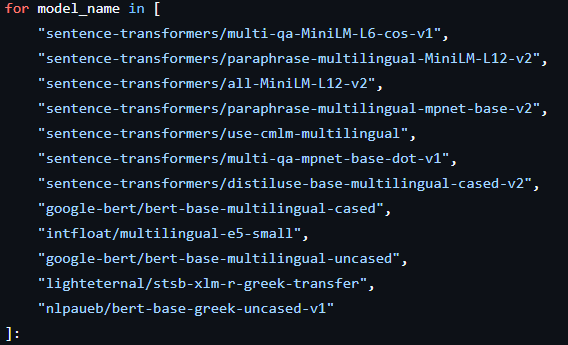 for model_name in [
    "sentence-transformers/multi-qa-MiniLM-L6-cos-v1",
    "sentence-transformers/paraphrase-multilingual-MiniLM-L12-v2",
    "sentence-transformers/all-MiniLM-L12-v2",
    "sentence-transformers/paraphrase-multilingual-mpnet-base-v2",
    "sentence-transformers/use-cmlm-multilingual",
    "sentence-transformers/multi-qa-mpnet-base-dot-v1",
    "sentence-transformers/distiluse-base-multilingual-cased-v2",
    "google-bert/bert-base-multilingual-cased",
    "intfloat/multilingual-e5-small",
    "google-bert/bert-base-multilingual-uncased",
    "lighteternal/stsb-xlm-r-greek-transfer",
    "nlpaueb/bert-base-greek-uncased-v1"
]: